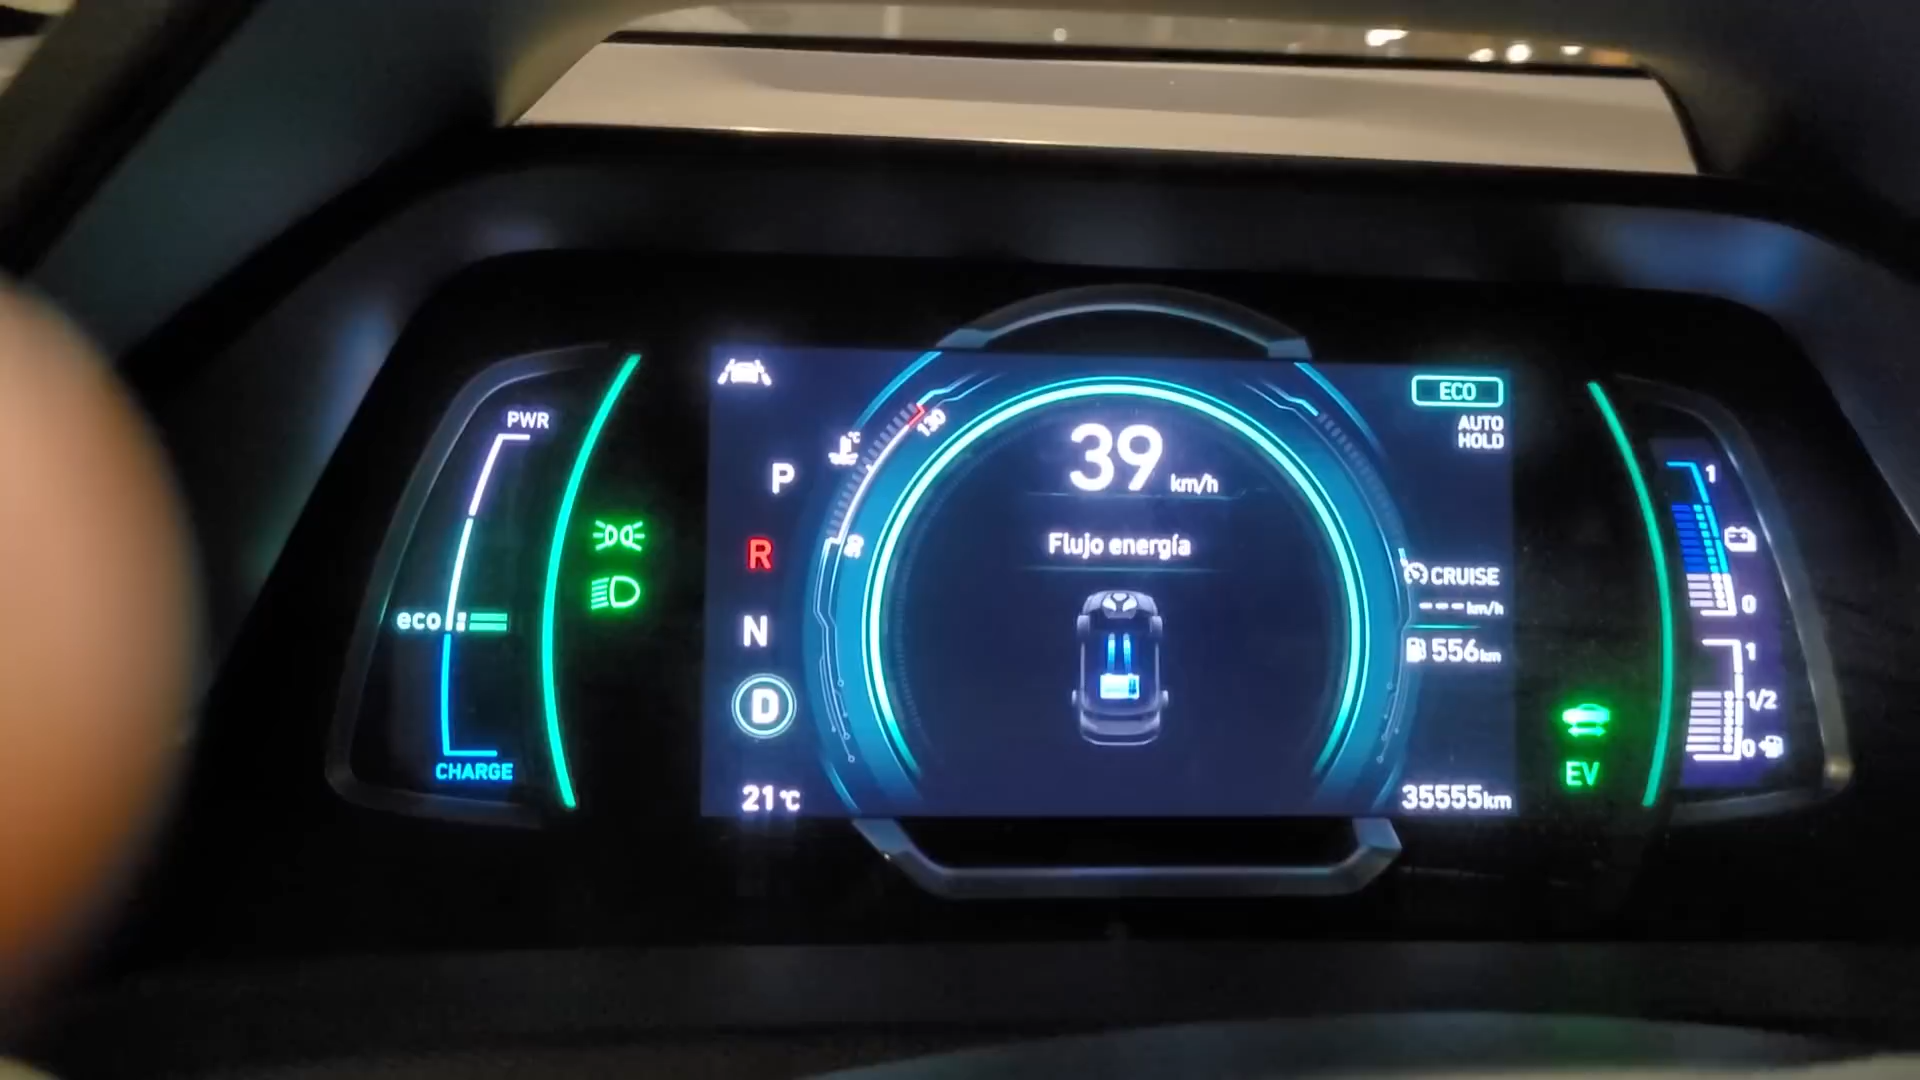 PWR
eco
CHARGE
P
R
N
D
21°C
130
50
39 km/h
Flujo energía
ECO
AUTO
HOLD
CRUISE
---km/h
556km
35555km
EV
1
0
1
1/2
0